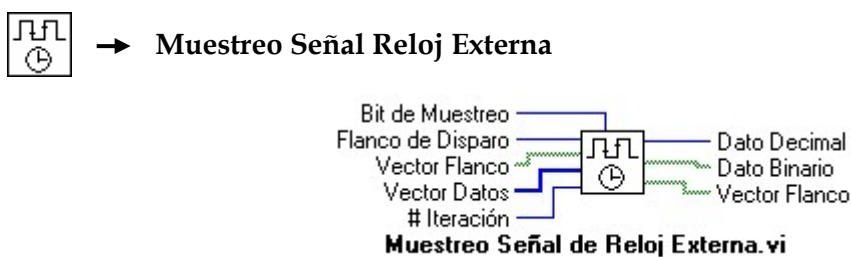 Muestreo Señal Reloj Externa
Bit de Muestreo
Flanco de Disparo
Vector Flanco
Vector Datos
# Iteración
Dato Decimal
Dato Binario
Vector Flanco
Muestreo Señal de Reloj Externa.vi